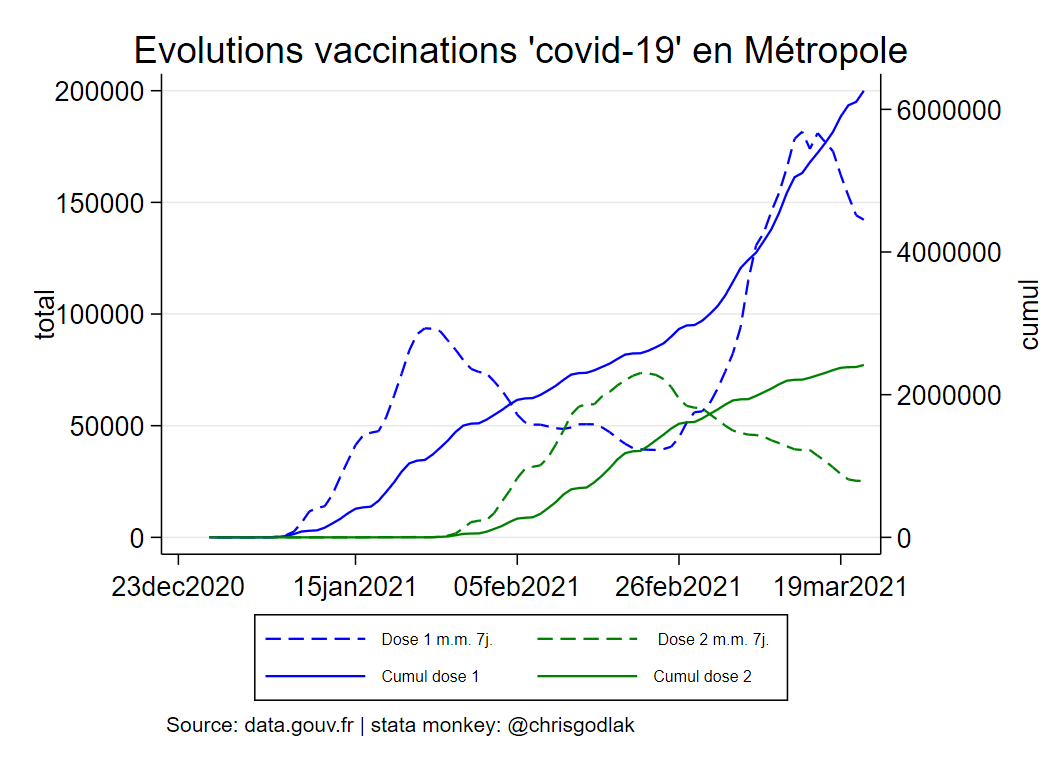 Evolutions vaccinations 'covid-19' en Métropole
200000
150000
100000
50000
0
total
6000000
4000000
2000000
0
cumul
23dec2020 15jan2021 05feb2021 26feb2021 19mar2021
Dose 1 m.m. 7j. Dose 2 m.m. 7j.
Cumul dose 1 Cumul dose 2
Source: data.gouv.fr | stata monkey: @chrisgodlak